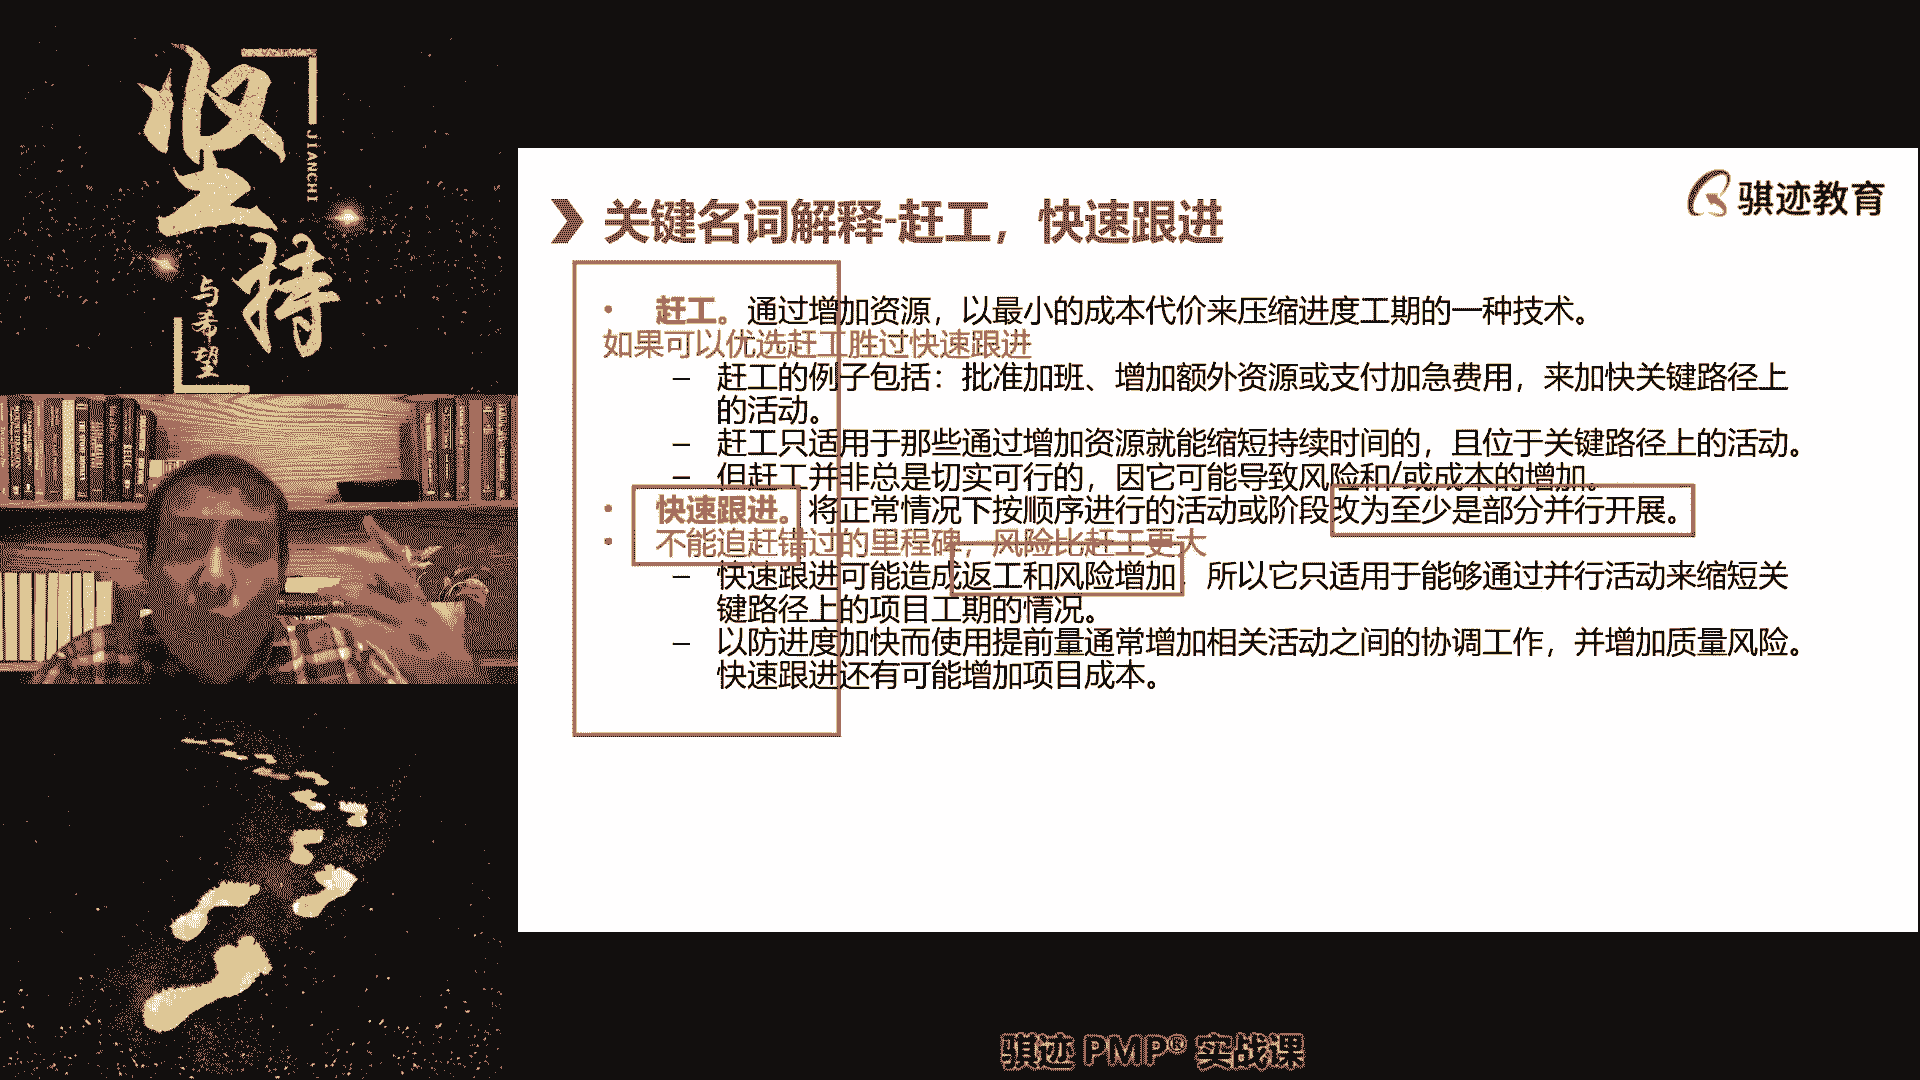 坚持
JIANCHI
与希望
骐迹教育
关键名词解释-赶工，快速跟进
• 赶工。通过增加资源，以最小的成本代价来压缩进度工期的一种技术。
如果可以优选赶工胜过快速跟进
– 赶工的例子包括：批准加班、增加额外资源或支付加急费用，来加快关键路径上
的活动。
– 赶工只适用于那些通过增加资源就能缩短持续时间的，且位于关键路径上的活动。
– 但赶工并非总是切实可行的，因它可能导致风险和/或成本的增加。
• 快速跟进。将正常情况下按顺序进行的活动或阶段改为至少是部分并行开展。
• 不能追赶错过的里程碑，风险比赶工更大
– 快速跟进可能造成返工和风险增加，所以它只适用于能够通过并行活动来缩短关
键路径上的项目工期的情况。
– 以防进度加快而使用提前量通常增加相关活动之间的协调工作，并增加质量风险。
快速跟进还有可能增加项目成本。
骐迹 PMP® 实战课